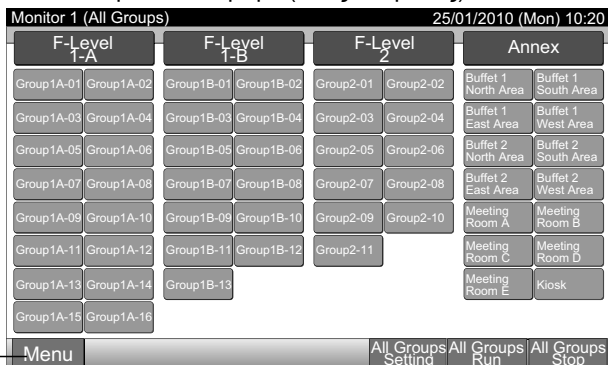 Monitor 1 (All Groups) 25/01/2010 (Mon) 10:20
F-Level 1-A
F-Level 1-B
F-Level 2
Annex
Group1A-01 Group1A-02 Group1B-01 Group1B-02 Group2-01 Group2-02 Buffet 1 North Area Buffet 1 South Area
Group1A-03 Group1A-04 Group1B-03 Group1B-04 Group2-03 Group2-04 Buffet 1 East Area Buffet 1 West Area
Group1A-05 Group1A-06 Group1B-05 Group1B-06 Group2-05 Group2-06 Buffet 2 North Area Buffet 2 South Area
Group1A-07 Group1A-08 Group1B-07 Group1B-08 Group2-07 Group2-08 Buffet 2 East Area Buffet 2 West Area
Group1A-09 Group1A-10 Group1B-09 Group1B-10 Group2-09 Group2-10 Meeting Room A Meeting Room B
Group1A-11 Group1A-12 Group1B-11 Group1B-12 Group2-11 Meeting Room C Meeting Room D
Group1A-13 Group1A-14 Group1B-13 Meeting Room E Kiosk
Group1A-15 Group1A-16
Menu All Groups Setting All Groups Run All Groups Stop